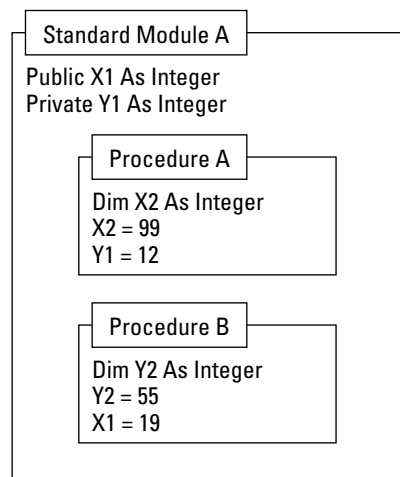 Standard Module A
Public X1 As Integer
Private Y1 As Integer
Procedure A
Dim X2 As Integer
X2 = 99
Y1 = 12
Procedure B
Dim Y2 As Integer
Y2 = 55
X1 = 19